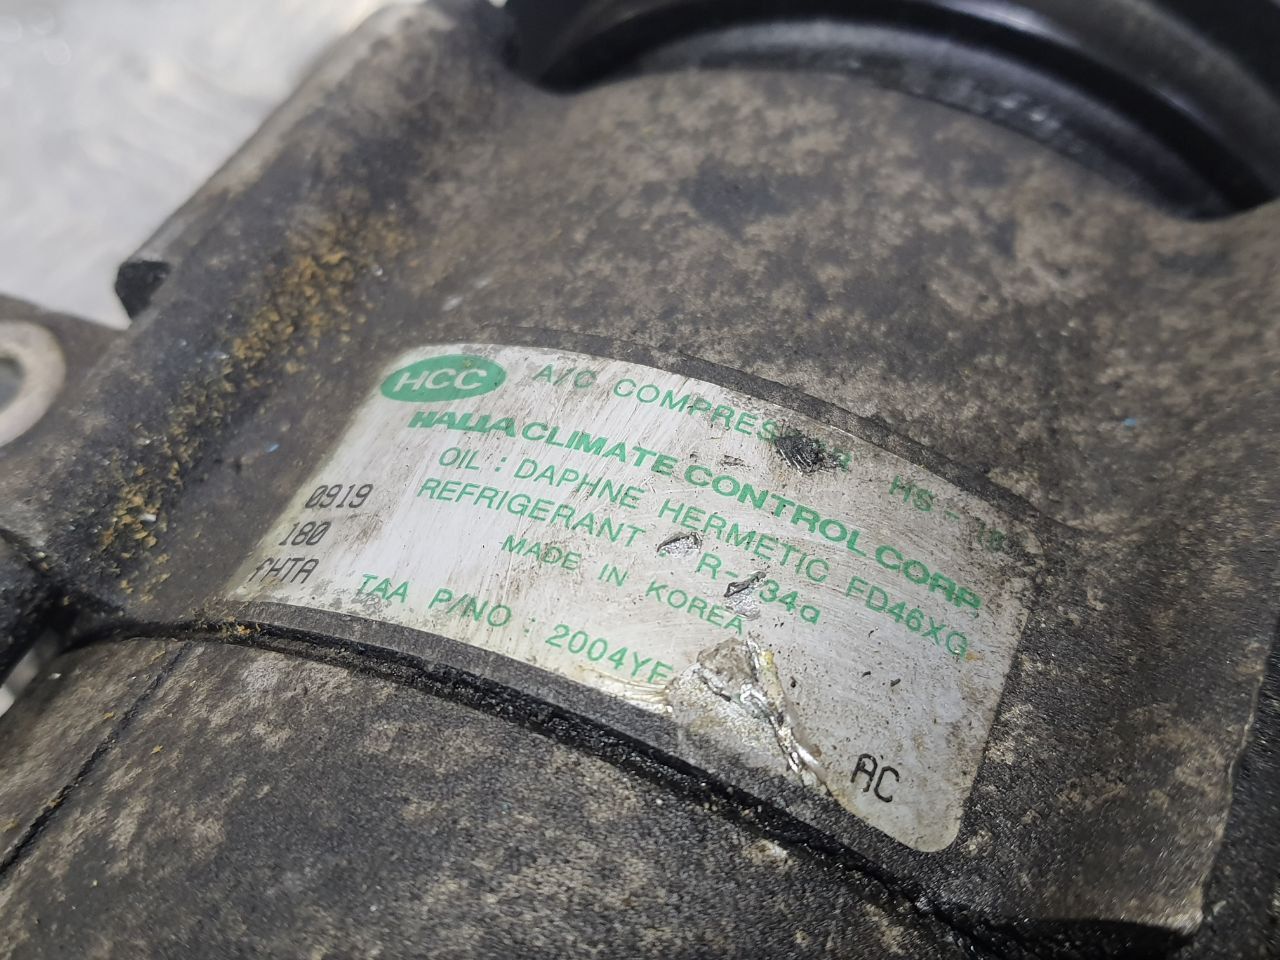 HCC A/C COMPRESSOR HS-18
HALLA CLIMATE CONTROL CORP.
OIL : DAPHNE HERMETIC FD46XG
REFRIGERANT : R-134a
MADE IN KOREA
0919
180
fHTA
TAA P/NO : 2004YF
AC